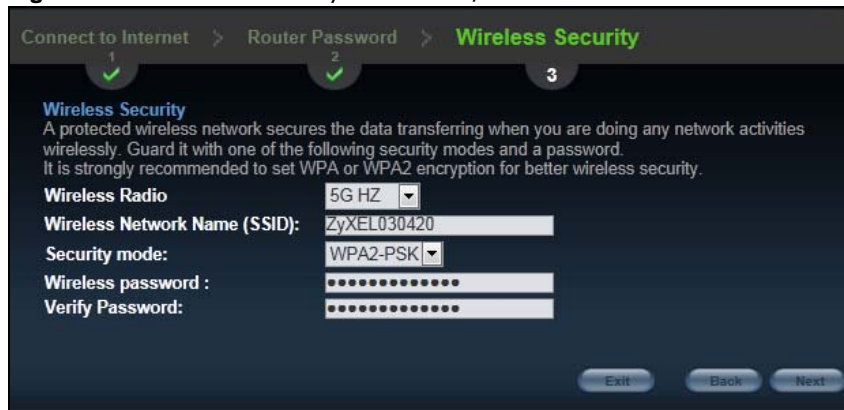 Connect to Internet > Router Password > Wireless Security
1 2 3
Wireless Security
A protected wireless network secures the data transferring when you are doing any network activities
wirelessly. Guard it with one of the following security modes and a password.
It is strongly recommended to set WPA or WPA2 encryption for better wireless security.
Wireless Radio 5G HZ
Wireless Network Name (SSID): ZyXEL030420
Security mode: WPA2-PSK
Wireless password : ●●●●●●●●●●●●●
Verify Password: ●●●●●●●●●●●●●
Exit Back Next